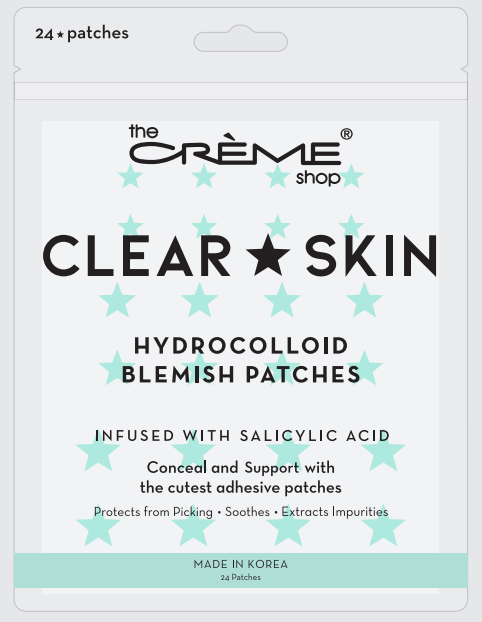 24 ★ patches
the
CRÈME®
shop
CLEAR ★ SKIN
HYDROCOLLOID
BLEMISH PATCHES
INFUSED WITH SALICYLIC ACID
Conceal and Support with
the cutest adhesive patches
Protects from Picking • Soothes • Extracts Impurities
MADE IN KOREA
24 Patches